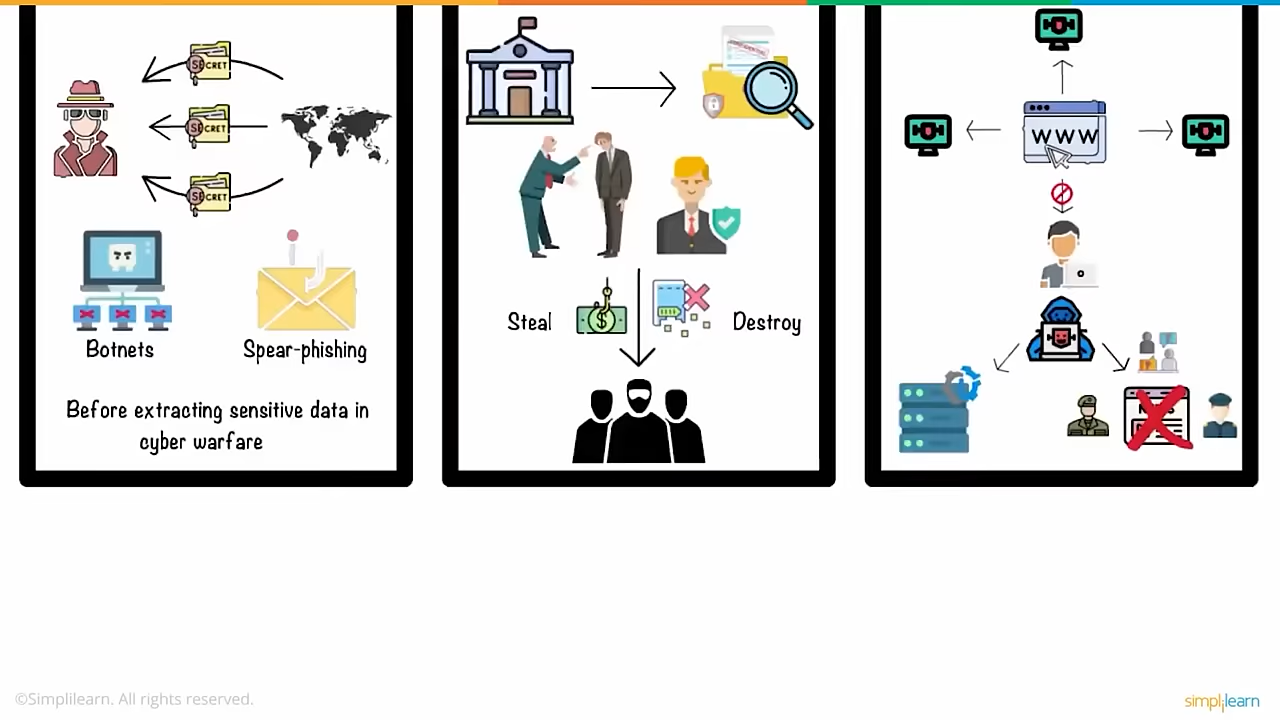 SECRET
SECRET
SECRET
Botnets
Spear-phishing
Before extracting sensitive data in
cyber warfare
Steal
Destroy
WWW
©Simplilearn. All rights reserved.
simplilearn